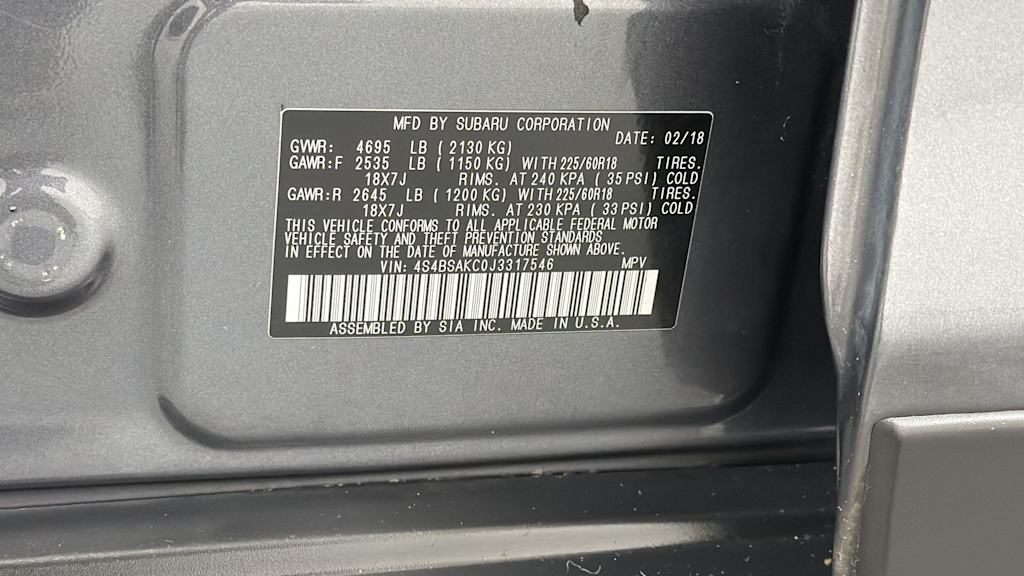 MFD BY SUBARU CORPORATION DATE: 02/18
GVWR: 4695 LB (2130 KG)
GAWR:F 2535 LB (1150 KG) WITH 225/60R18 TIRES.
18X7J RIMS. AT 240 KPA (35 PSI) COLD
GAWR:R 2645 LB (1200 KG) WITH 225/60R18 TIRES.
18X7J RIMS. AT 230 KPA (33 PSI) COLD
THIS VEHICLE CONFORMS TO ALL APPLICABLE FEDERAL MOTOR
VEHICLE SAFETY AND THEFT PREVENTION STANDARDS
IN EFFECT ON THE DATE OF MANUFACTURE SHOWN ABOVE.
VIN: 4S4BSAKC0J3317546 MPV
ASSEMBLED BY SIA INC. MADE IN U.S.A.